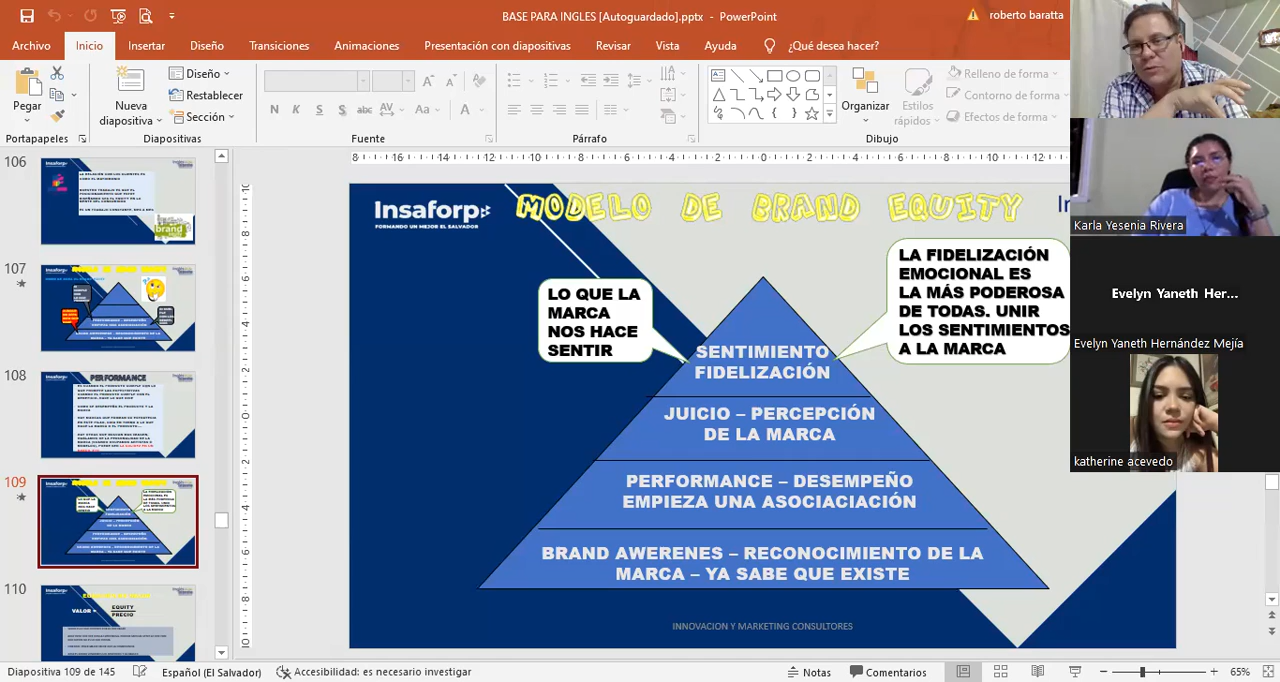 BASE PARA INGLES [Autoguardado].pptx - PowerPoint
roberto baratta
Archivo Inicio Insertar Diseño Transiciones Animaciones Presentación con diapositivas Revisar Vista Ayuda ¿Qué desea hacer?
Pegar
Nueva
diapositiva
Diseño
Restablecer
Sección
N K S S abc AV Aa A
Organizar
Estilos
rápidos
Relleno de forma
Contorno de forma
Efectos de forma
Portapapeles Diapositivas Fuente Párrafo Dibujo
106
107
108
PERFORMANCE
109
110
VALOR = EQUITY
PRECIO
Insaforp
FORMANDO UN MEJOR EL SALVADOR
MODELO DE BRAND EQUITY
LO QUE LA
MARCA
NOS HACE
SENTIR
LA FIDELIZACIÓN
EMOCIONAL ES
LA MÁS PODEROSA
DE TODAS. UNIR
LOS SENTIMIENTOS
A LA MARCA
SENTIMIENTO
FIDELIZACIÓN
JUICIO – PERCEPCIÓN
DE LA MARCA
PERFORMANCE – DESEMPEÑO
EMPIEZA UNA ASOCIACIACIÓN
BRAND AWERENES – RECONOCIMIENTO DE LA
MARCA – YA SABE QUE EXISTE
INNOVACION Y MARKETING CONSULTORES
Karla Yesenia Rivera
Evelyn Yaneth Her...
Evelyn Yaneth Hernández Mejía
katherine acevedo
Diapositiva 109 de 145 Español (El Salvador) Accesibilidad: es necesario investigar Notas Comentarios 65%